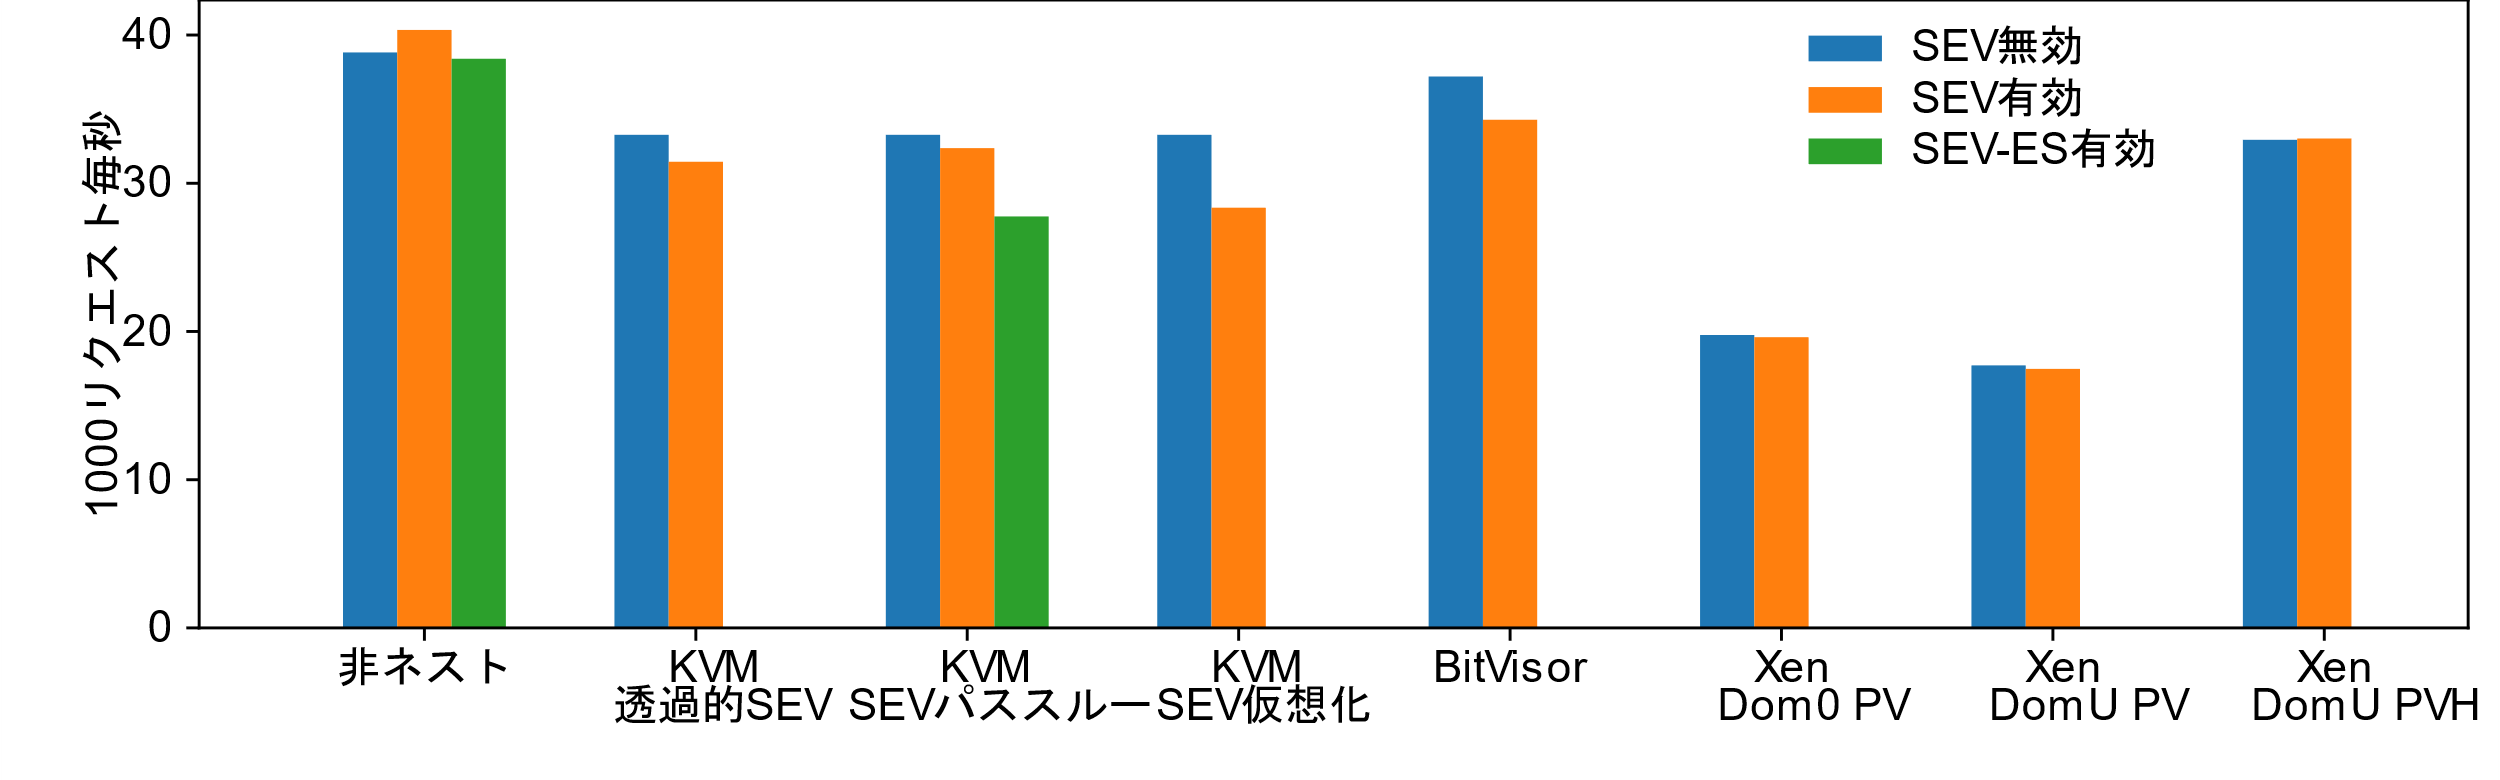 1000リクエスト毎秒
40
30
20
10
0
SEV無効
SEV有効
SEV-ES有効
非ネスト
KVM
透過的SEV
KVM
SEVパススルー
KVM
SEV仮想化
BitVisor
Xen
Dom0 PV
Xen
DomU PV
Xen
DomU PVH